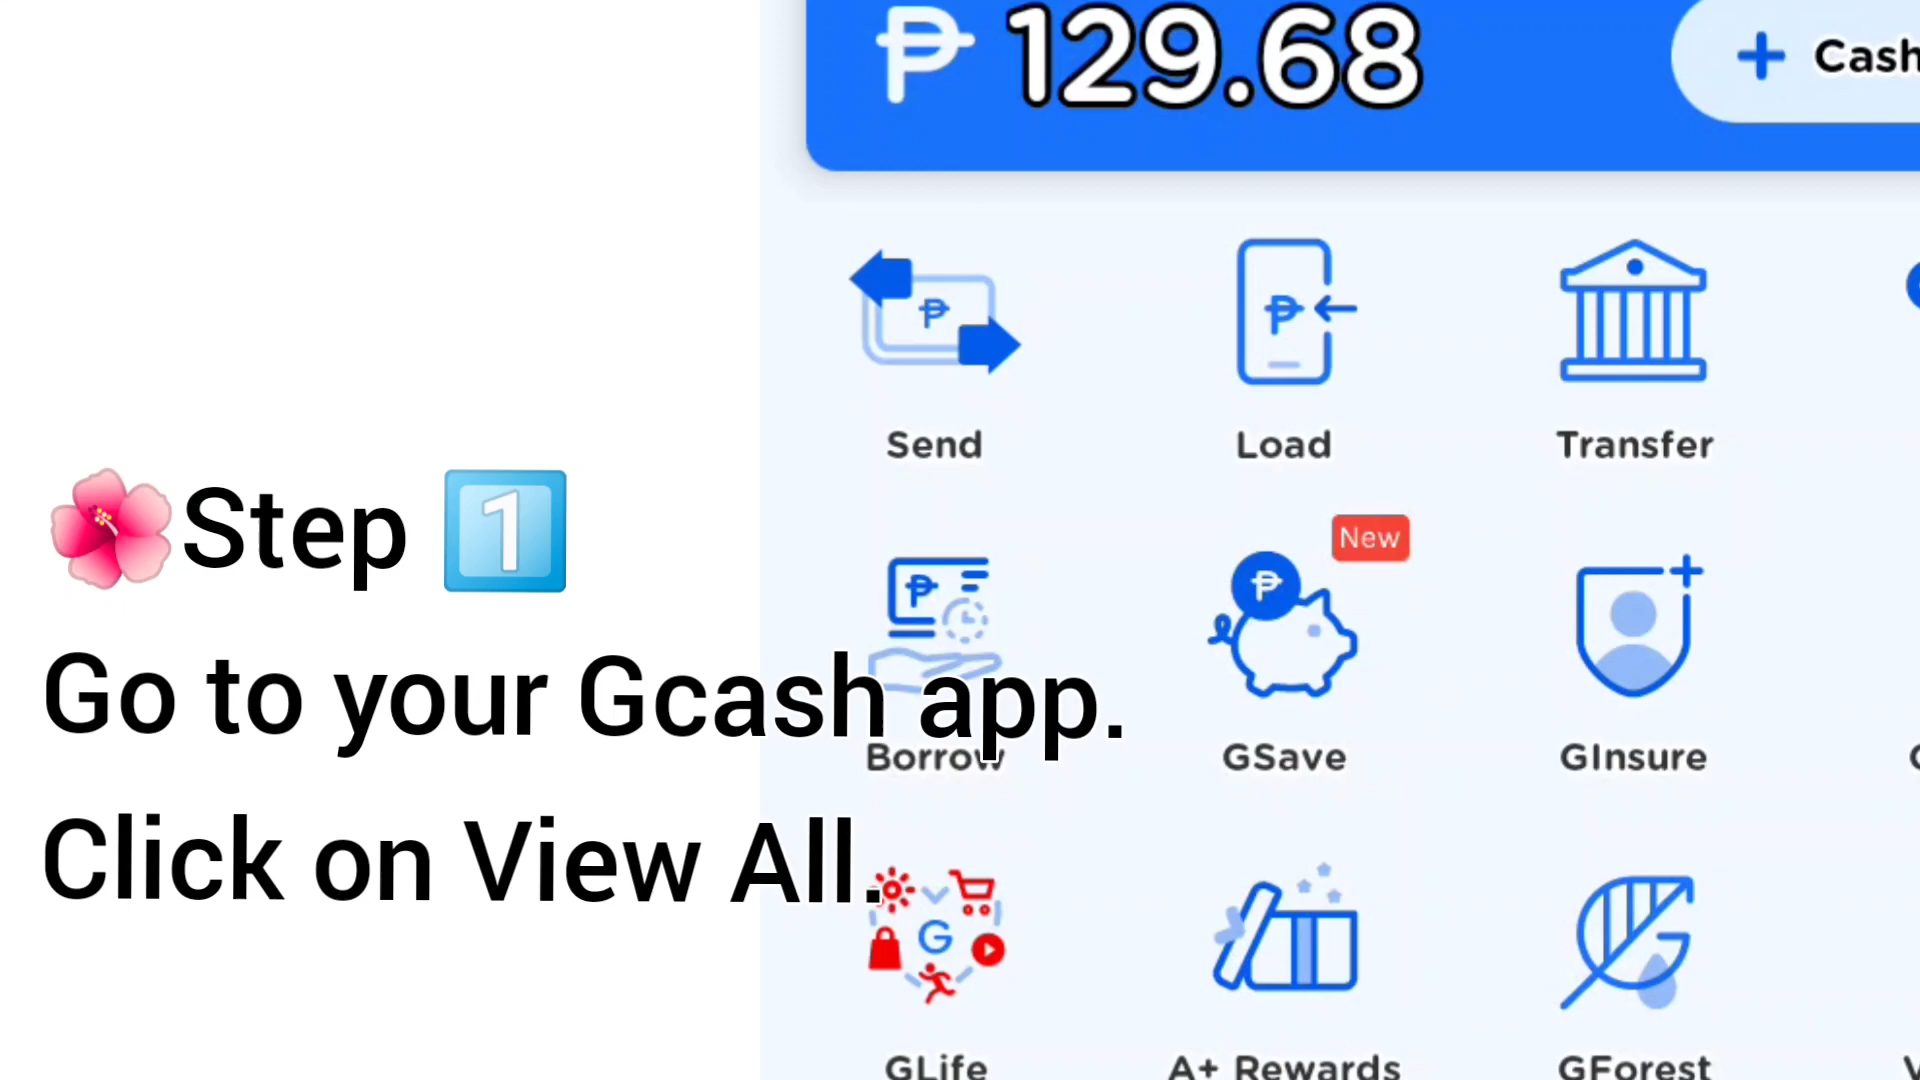 ₱ 129.68
+ Cash
Send
Load
Transfer
New
🌺Step 1️⃣
Go to your Gcash app.
Borrow
GSave
GInsure
Click on View All.
GLife
A+ Rewards
GForest